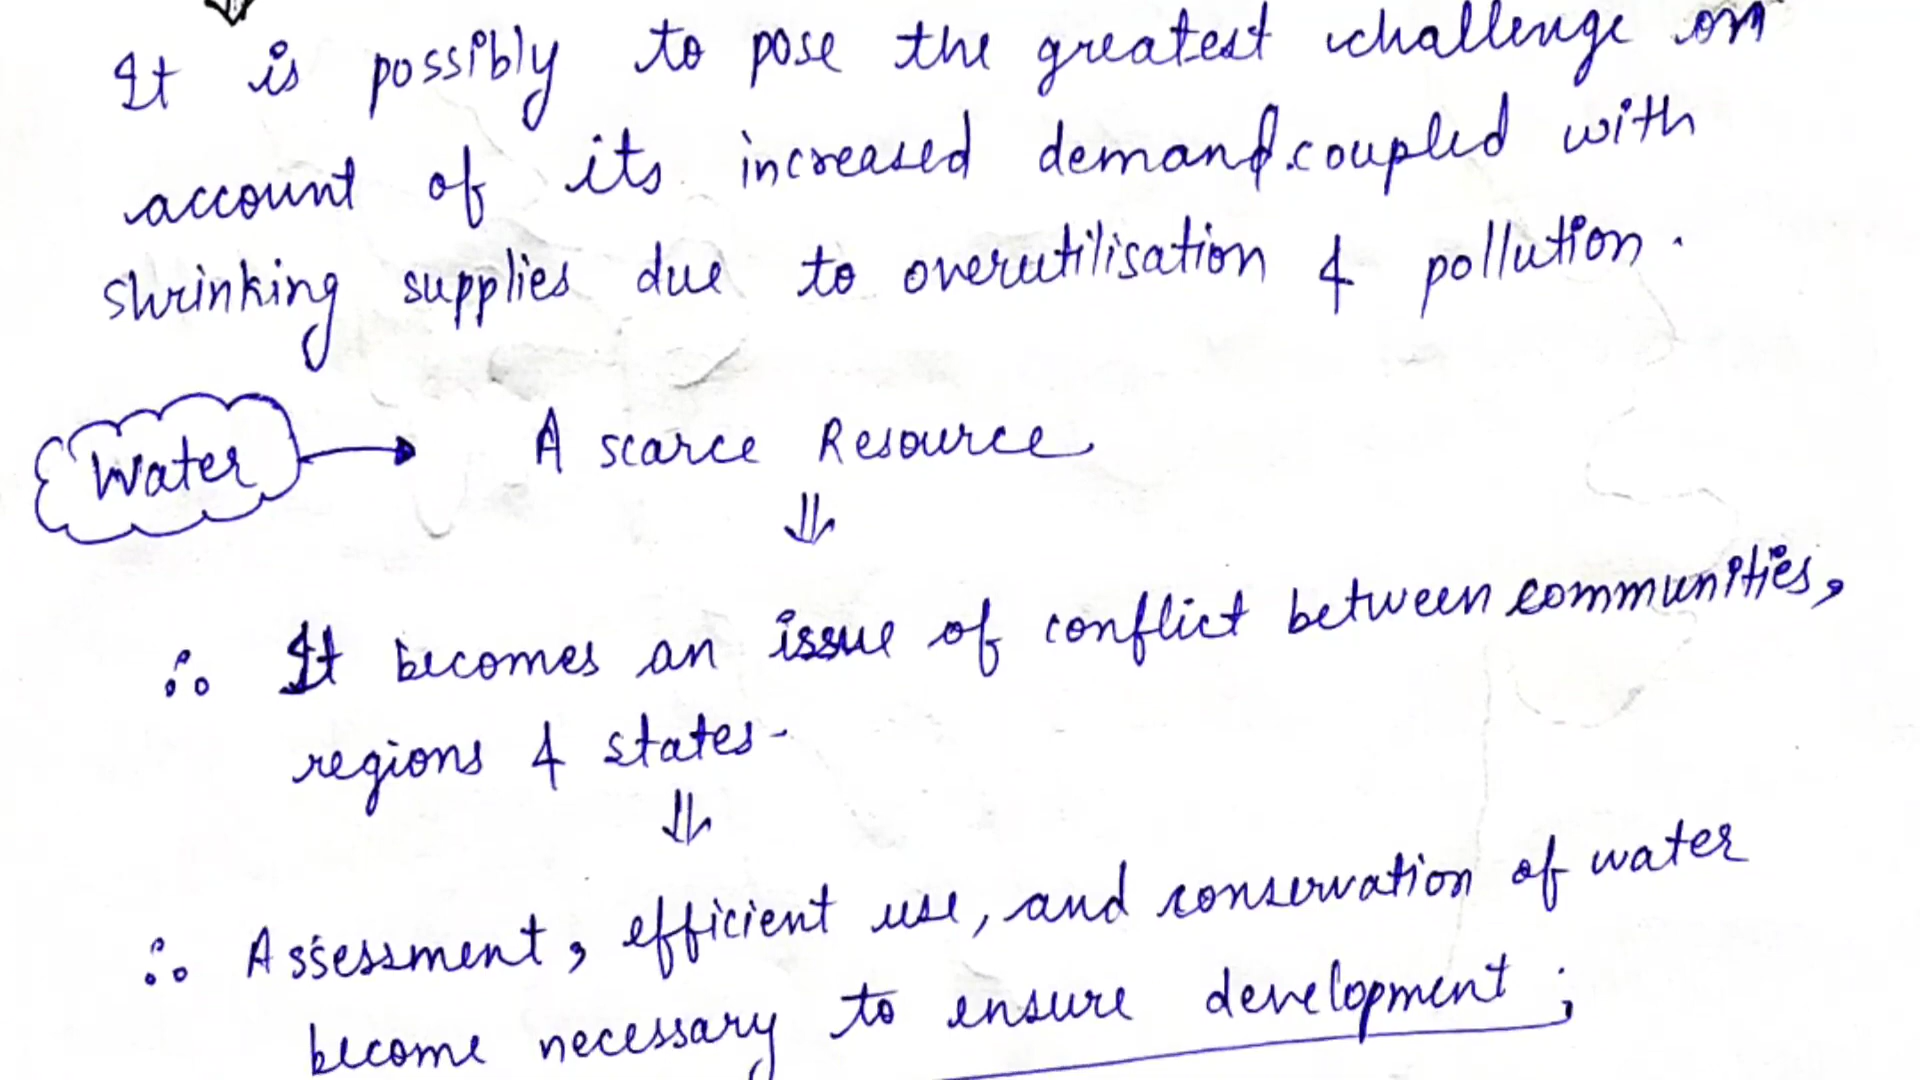 It is possibly to pose the greatest challenge on
account of its increased demand coupled with
shrinking supplies due to overutilisation & pollution.
Water → A scarce Resource
⇓
∴ It becomes an issue of conflict between communities,
regions & states-
⇓
∴ Assessment, efficient use, and conservation of water
become necessary to ensure development;